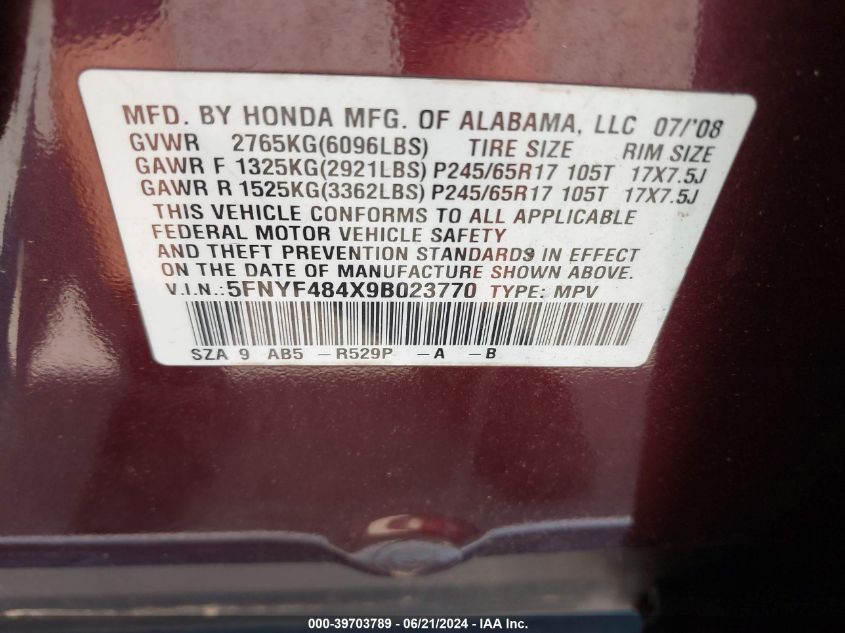 MFD. BY HONDA MFG. OF ALABAMA, LLC 07/'08
GVWR 2765KG(6096LBS) TIRE SIZE RIM SIZE
GAWR F 1325KG(2921LBS) P245/65R17 105T 17X7.5J
GAWR R 1525KG(3362LBS) P245/65R17 105T 17X7.5J
THIS VEHICLE CONFORMS TO ALL APPLICABLE
FEDERAL MOTOR VEHICLE SAFETY
AND THEFT PREVENTION STANDARDS IN EFFECT
ON THE DATE OF MANUFACTURE SHOWN ABOVE.
V.I.N.:5FNYF484X9B023770 TYPE: MPV
SZA 9 AB5 -R529P -A -B
000-39703789 - 06/21/2024 - IAA Inc.